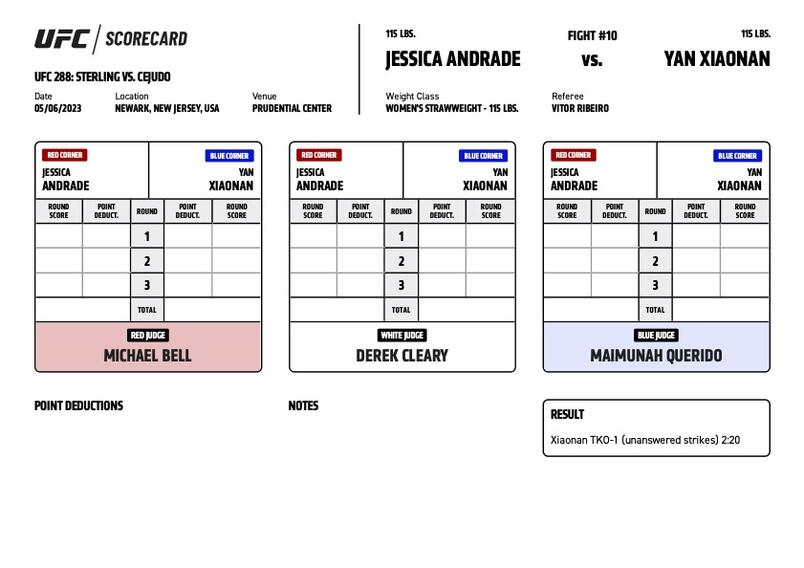 UFC SCORECARD
UFC 288: STERLING VS. CEJUDO
Date Location Venue
05/06/2023 NEWARK, NEW JERSEY, USA PRUDENTIAL CENTER
115 LBS. FIGHT #10 115 LBS.
JESSICA ANDRADE VS. YAN XIAONAN
Weight Class Referee
WOMEN'S STRAWWEIGHT - 115 LBS. VITOR RIBEIRO
RED CORNER BLUE CORNER
JESSICA YAN
ANDRADE XIAONAN
ROUND SCORE POINT DEDUCT. ROUND POINT DEDUCT. ROUND SCORE
1
2
3
TOTAL
RED JUDGE
MICHAEL BELL
RED CORNER BLUE CORNER
JESSICA YAN
ANDRADE XIAONAN
ROUND SCORE POINT DEDUCT. ROUND POINT DEDUCT. ROUND SCORE
1
2
3
TOTAL
WHITE JUDGE
DEREK CLEARY
RED CORNER BLUE CORNER
JESSICA YAN
ANDRADE XIAONAN
ROUND SCORE POINT DEDUCT. ROUND POINT DEDUCT. ROUND SCORE
1
2
3
TOTAL
BLUE JUDGE
MAIMUNAH QUERIDO
POINT DEDUCTIONS
NOTES
RESULT
Xiaonan TKO-1 (unanswered strikes) 2:20